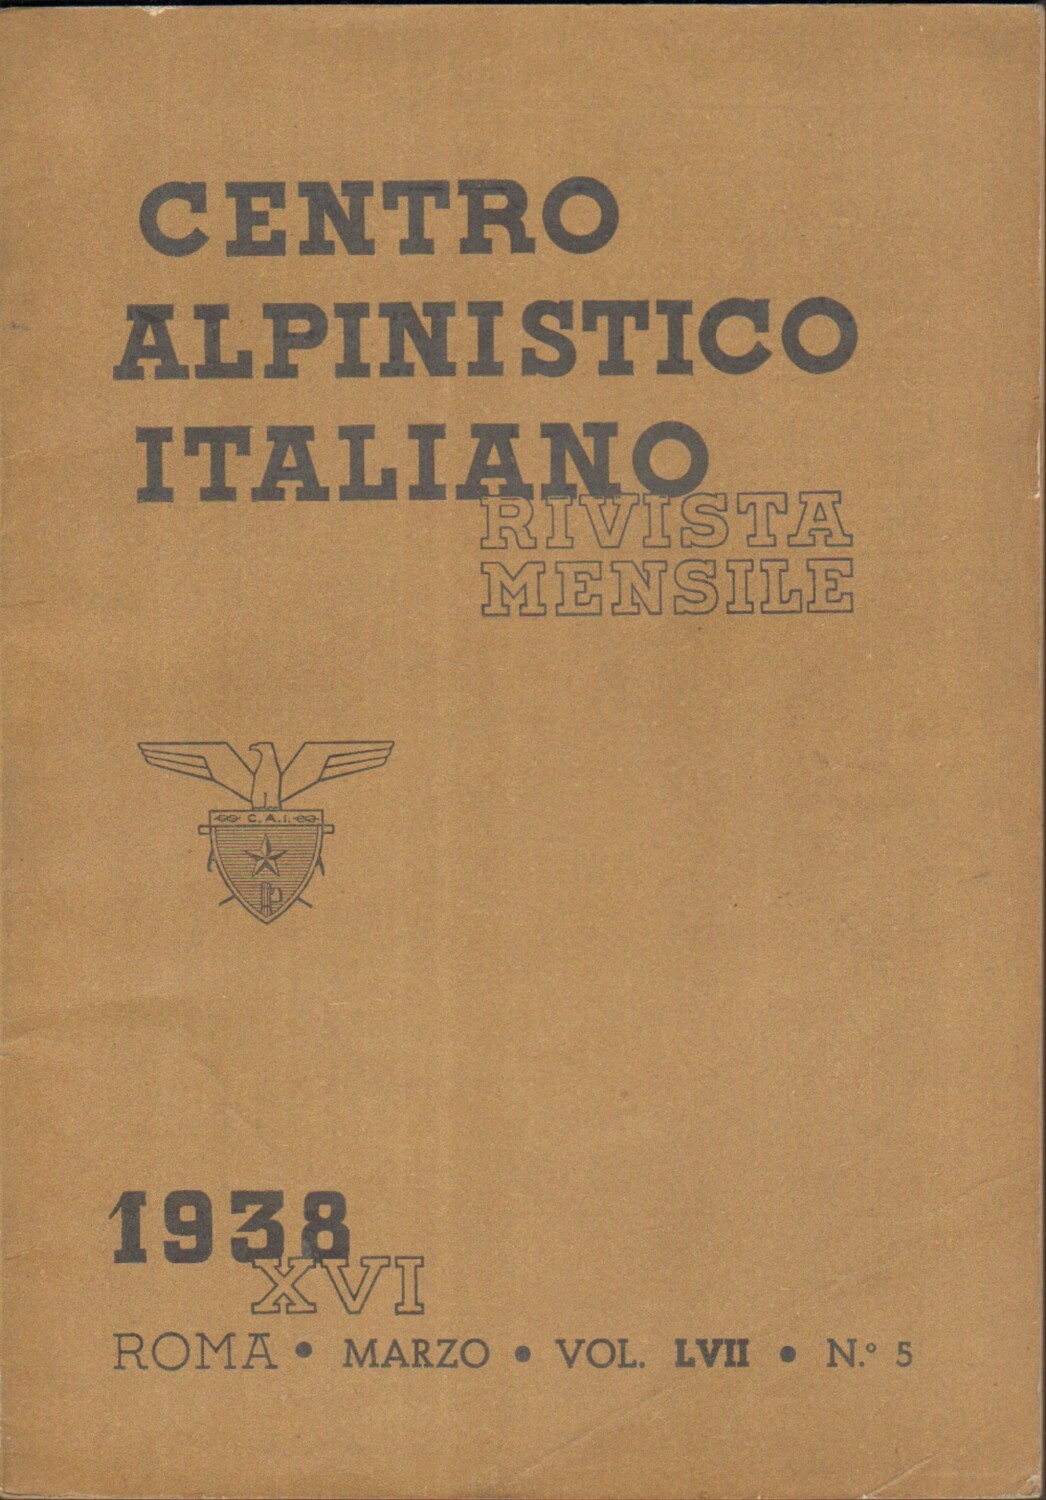 CENTRO
ALPINISTICO
ITALIANO
RIVISTA
MENSILE
C.A.I.
1938
XVI
ROMA • MARZO • VOL. LVII • N.º 5